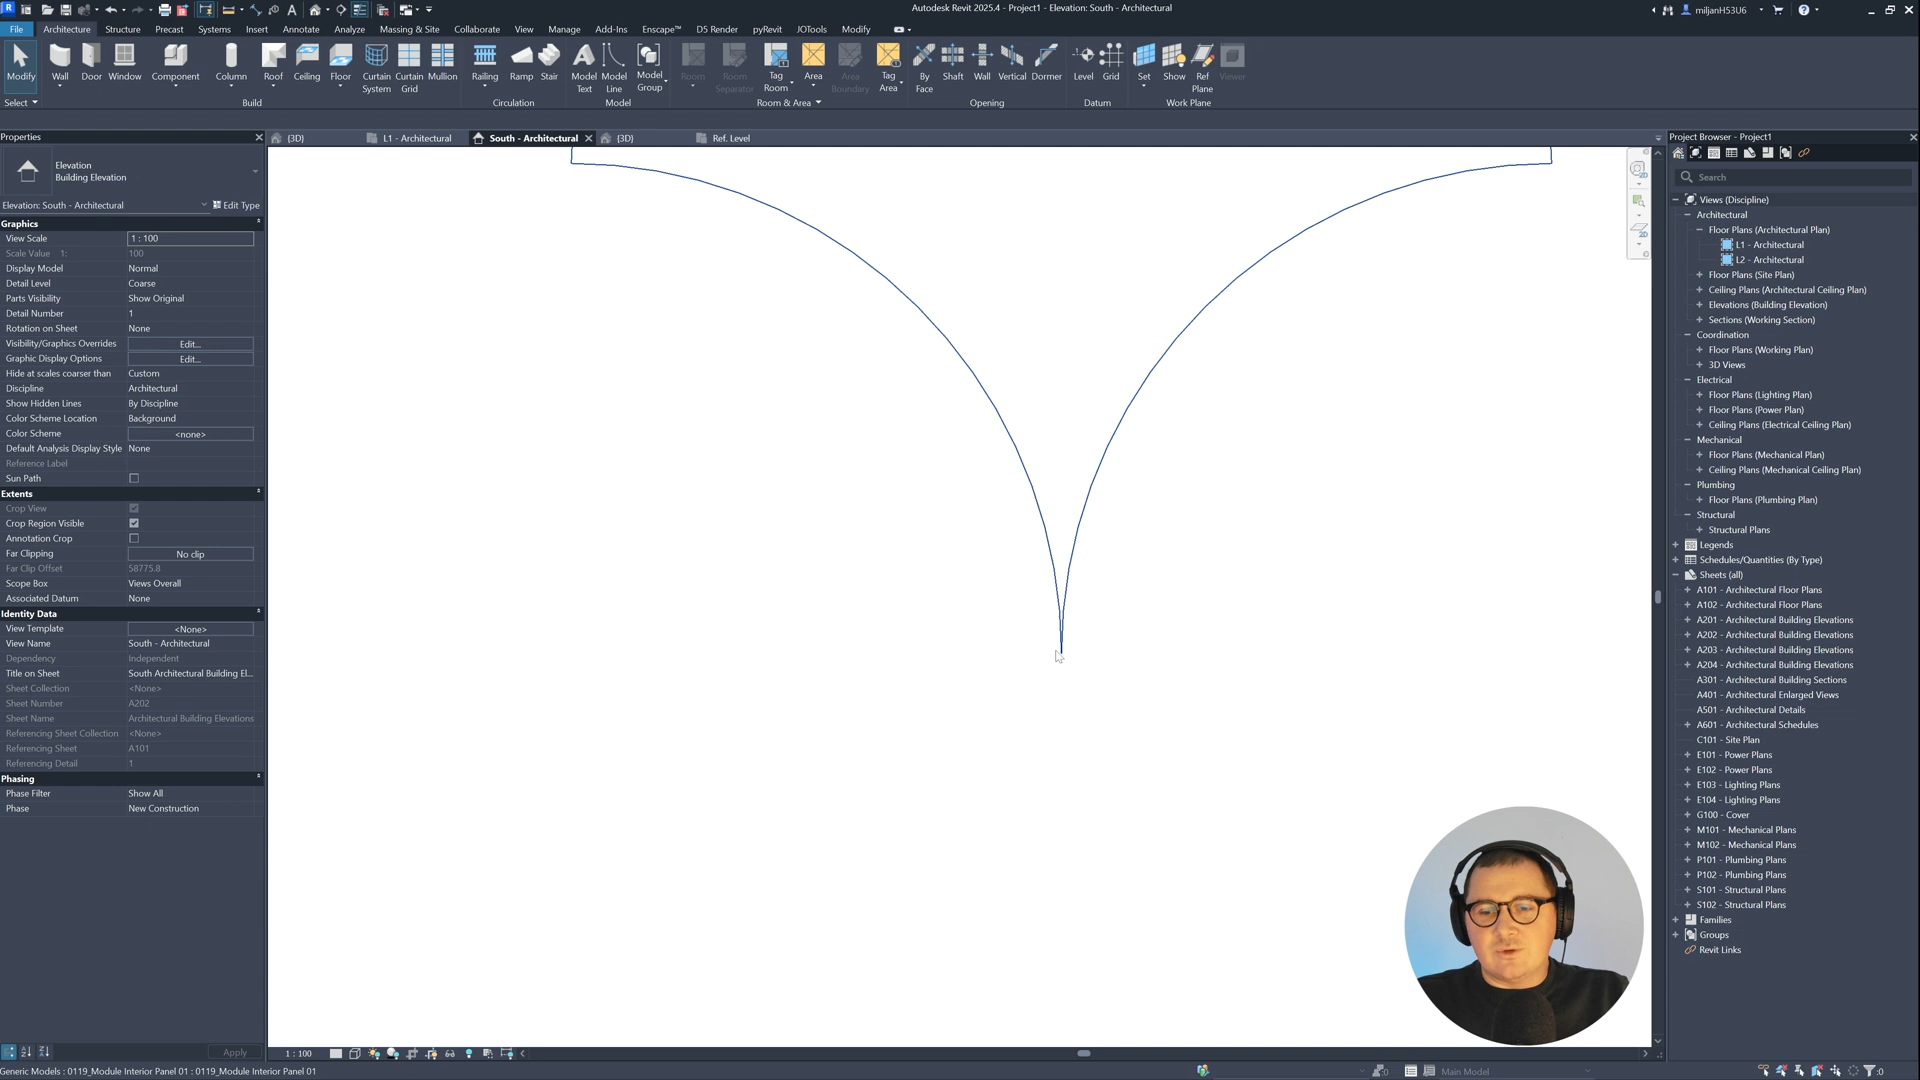 Autodesk Revit 2025.4 - Project1 - Elevation: South - Architectural
miljanH53U6
File
Architecture
Structure
Precast
Systems
Insert
Annotate
Analyze
Massing & Site
Collaborate
View
Manage
Add-Ins
Enscape™
D5 Render
pyRevit
JOTools
Modify
Modify
Wall
Door
Window
Component
Column
Roof
Ceiling
Floor
Curtain System
Curtain Grid
Mullion
Railing
Ramp
Stair
Model Text
Model Line
Model Group
Room
Room Separator
Tag Room
Area
Area Boundary
Tag Area
By Face
Shaft
Wall
Vertical
Dormer
Level
Grid
Set
Show
Ref Plane
Viewer
Select
Build
Circulation
Model
Room & Area
Opening
Datum
Work Plane
Properties
{3D}
L1 - Architectural
South - Architectural
{3D}
Ref. Level
Elevation
Building Elevation
Elevation: South - Architectural
Edit Type
Graphics
View Scale 1 : 100
Scale Value 1: 100
Display Model Normal
Detail Level Coarse
Parts Visibility Show Original
Detail Number 1
Rotation on Sheet None
Visibility/Graphics Overrides Edit...
Graphic Display Options Edit...
Hide at scales coarser than Custom
Discipline Architectural
Show Hidden Lines By Discipline
Color Scheme Location Background
Color Scheme <none>
Default Analysis Display Style None
Reference Label
Sun Path
Extents
Crop View
Crop Region Visible
Annotation Crop
Far Clipping No clip
Far Clip Offset 58775.8
Scope Box Views Overall
Associated Datum None
Identity Data
View Template <None>
View Name South - Architectural
Dependency Independent
Title on Sheet South Architectural Building El...
Sheet Collection <None>
Sheet Number A202
Sheet Name Architectural Building Elevations
Referencing Sheet Collection <None>
Referencing Sheet A101
Referencing Detail 1
Phasing
Phase Filter Show All
Phase New Construction
Apply
Project Browser - Project1
Search
Views (Discipline)
Architectural
Floor Plans (Architectural Plan)
L1 - Architectural
L2 - Architectural
Floor Plans (Site Plan)
Ceiling Plans (Architectural Ceiling Plan)
Elevations (Building Elevation)
Sections (Working Section)
Coordination
Floor Plans (Working Plan)
3D Views
Electrical
Floor Plans (Lighting Plan)
Floor Plans (Power Plan)
Ceiling Plans (Electrical Ceiling Plan)
Mechanical
Floor Plans (Mechanical Plan)
Ceiling Plans (Mechanical Ceiling Plan)
Plumbing
Floor Plans (Plumbing Plan)
Structural
Structural Plans
Legends
Schedules/Quantities (By Type)
Sheets (all)
A101 - Architectural Floor Plans
A102 - Architectural Floor Plans
A201 - Architectural Building Elevations
A202 - Architectural Building Elevations
A203 - Architectural Building Elevations
A204 - Architectural Building Elevations
A301 - Architectural Building Sections
A401 - Architectural Enlarged Views
A501 - Architectural Details
A601 - Architectural Schedules
C101 - Site Plan
E101 - Power Plans
E102 - Power Plans
E103 - Lighting Plans
E104 - Lighting Plans
G100 - Cover
M101 - Mechanical Plans
M102 - Mechanical Plans
P101 - Plumbing Plans
P102 - Plumbing Plans
S101 - Structural Plans
S102 - Structural Plans
Families
Groups
Revit Links
1 : 100
Generic Models : 0119_Module Interior Panel 01 : 0119_Module Interior Panel 01
:0
Main Model
:0